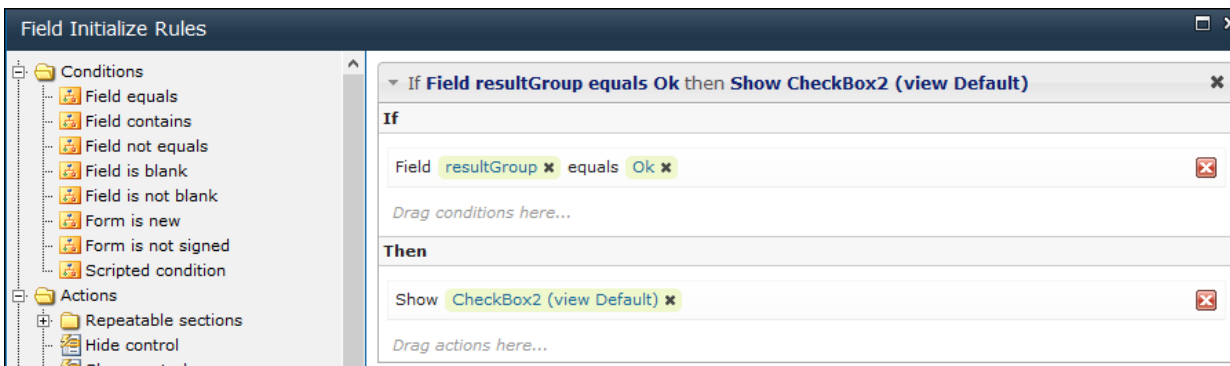 Field Initialize Rules
Conditions
Field equals
Field contains
Field not equals
Field is blank
Field is not blank
Form is new
Form is not signed
Scripted condition
Actions
Repeatable sections
Hide control
If Field resultGroup equals Ok then Show CheckBox2 (view Default)
If
Field resultGroup equals Ok
Drag conditions here...
Then
Show CheckBox2 (view Default)
Drag actions here...